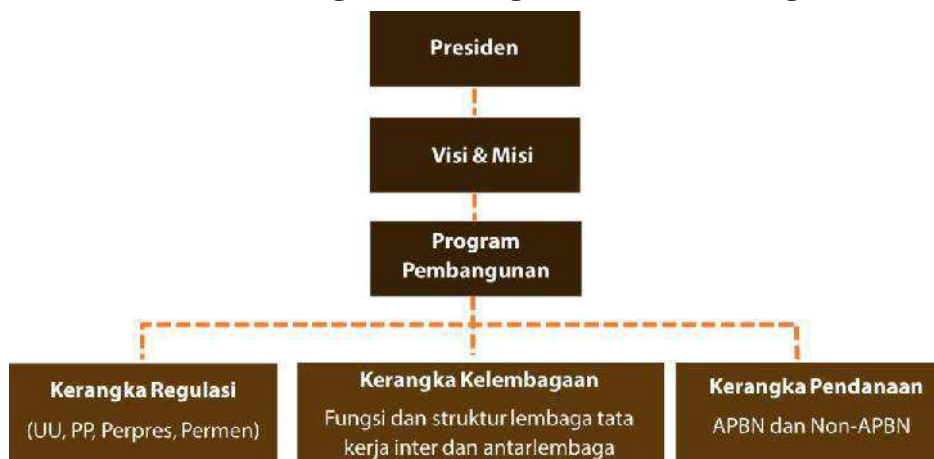 Presiden
Visi & Misi
Program
Pembangunan
Kerangka Regulasi
(UU, PP, Perpres, Permen)
Kerangka Kelembagaan
Fungsi dan struktur lembaga tata
kerja inter dan antarlembaga
Kerangka Pendanaan
APBN dan Non-APBN